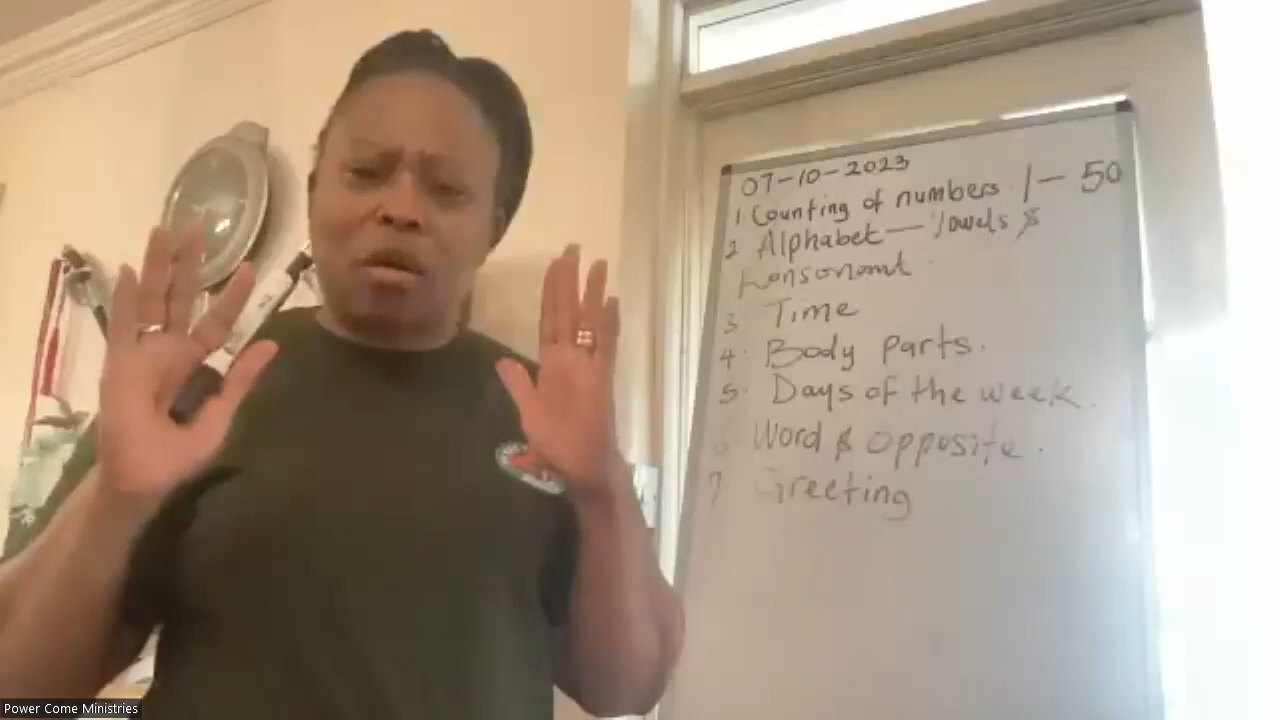 07-10-2023
1 Counting of numbers 1 - 50
2 Alphabet — Vowels &
Konsonant
3 Time
4. Body parts.
5. Days of the week.
Word & opposite.
7 Greeting
Power Come Ministries